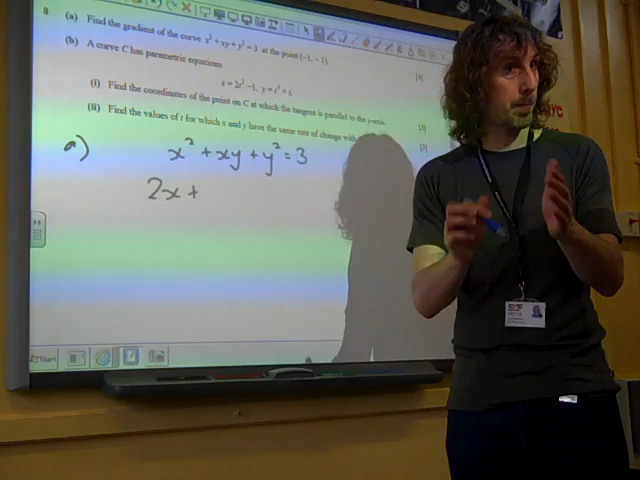 8 (a) Find the gradient of the curve x² + xy + y² = 3 at the point (−1, −1).
[4]
(b) A curve C has parametric equations
x = 2t² − 1, y = t³ + t.
(i) Find the coordinates of the point on C at which the tangent is parallel to the y-axis.
[3]
(ii) Find the values of t for which x and y have the same rate of change with
[3]
a) x² + xy + y² = 3
2x +
Start